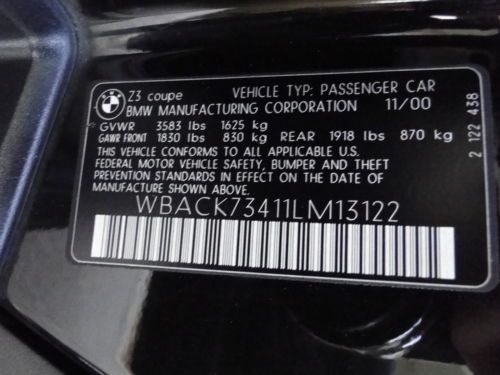 BMW
Z3 coupe VEHICLE TYP: PASSENGER CAR
BMW MANUFACTURING CORPORATION 11/00
GVWR 3583 lbs 1625 kg
GAWR FRONT 1830 lbs 830 kg REAR 1918 lbs 870 kg
THIS VEHICLE CONFORMS TO ALL APPLICABLE U.S.
FEDERAL MOTOR VEHICLE SAFETY, BUMPER AND THEFT
PREVENTION STANDARDS IN EFFECT ON THE DATE OF
MANUFACTURE SHOWN ABOVE.
WBACK73411LM13122
2 122 438